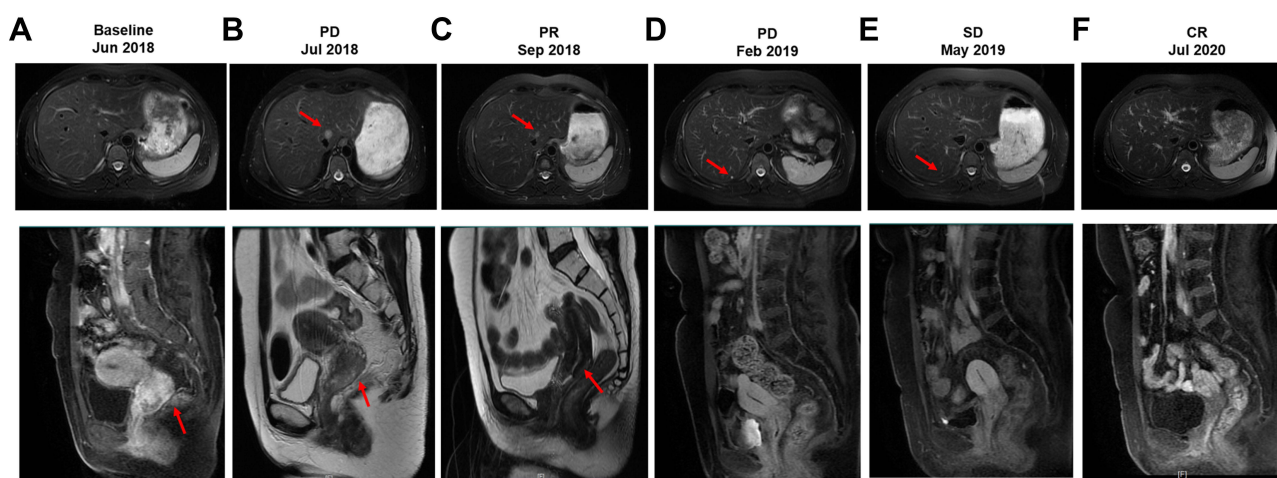 A
Baseline
Jun 2018
B
PD
Jul 2018
C
PR
Sep 2018
D
PD
Feb 2019
E
SD
May 2019
F
CR
Jul 2020
[F]